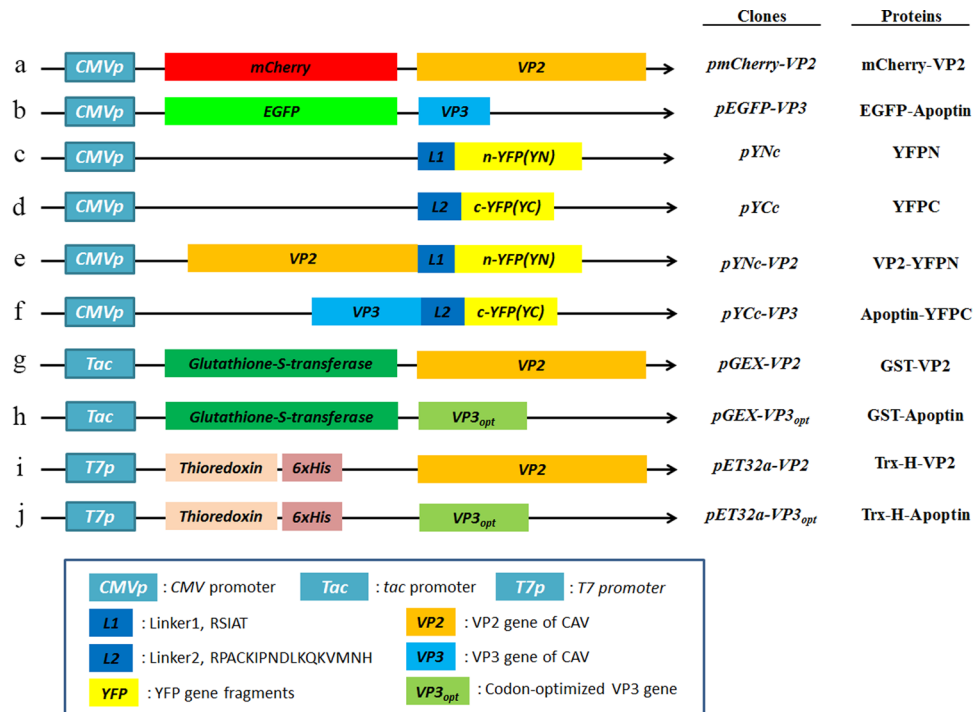 Clones Proteins
a CMVp mCherry VP2 pmCherry-VP2 mCherry-VP2
b CMVp EGFP VP3 pEGFP-VP3 EGFP-Apoptin
c CMVp L1 n-YFP(YN) pYNc YFPN
d CMVp L2 c-YFP(YC) pYCc YFPC
e CMVp VP2 L1 n-YFP(YN) pYNc-VP2 VP2-YFPN
f CMVp VP3 L2 c-YFP(YC) pYCc-VP3 Apoptin-YFPC
g Tac Glutathione-S-transferase VP2 pGEX-VP2 GST-VP2
h Tac Glutathione-S-transferase VP3opt pGEX-VP3opt GST-Apoptin
i T7p Thioredoxin 6xHis VP2 pET32a-VP2 Trx-H-VP2
j T7p Thioredoxin 6xHis VP3opt pET32a-VP3opt Trx-H-Apoptin
CMVp : CMV promoter Tac : tac promoter T7p : T7 promoter
L1 : Linker1, RSIAT VP2 : VP2 gene of CAV
L2 : Linker2, RPACKIPNDLKQKVMNH VP3 : VP3 gene of CAV
YFP : YFP gene fragments VP3opt : Codon-optimized VP3 gene